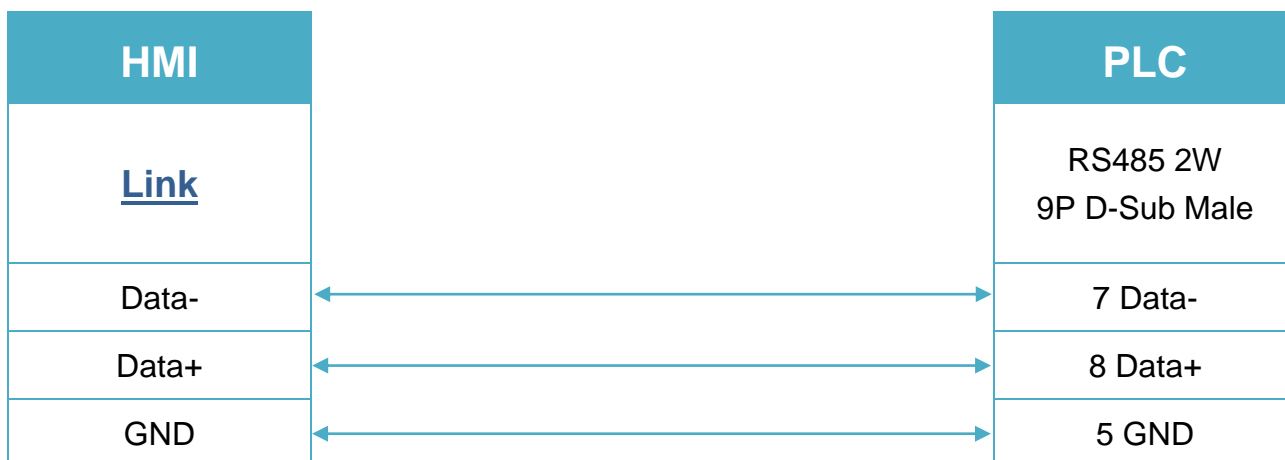 HMI
PLC
Link
RS485 2W
9P D-Sub Male
Data-
7 Data-
Data+
8 Data+
GND
5 GND